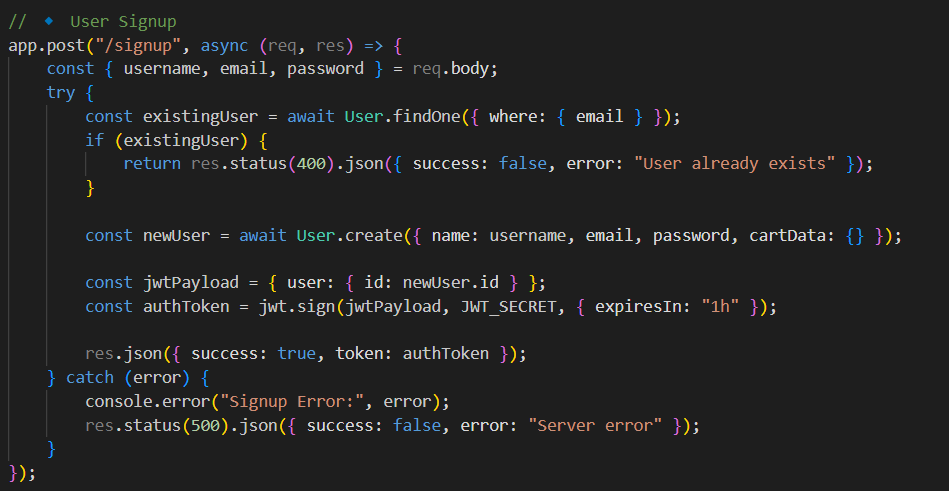 // 🔹 User Signup
app.post("/signup", async (req, res) => {
    const { username, email, password } = req.body;
    try {
        const existingUser = await User.findOne({ where: { email } });
        if (existingUser) {
            return res.status(400).json({ success: false, error: "User already exists" });
        }

        const newUser = await User.create({ name: username, email, password, cartData: {} });

        const jwtPayload = { user: { id: newUser.id } };
        const authToken = jwt.sign(jwtPayload, JWT_SECRET, { expiresIn: "1h" });

        res.json({ success: true, token: authToken });
    } catch (error) {
        console.error("Signup Error:", error);
        res.status(500).json({ success: false, error: "Server error" });
    }
});